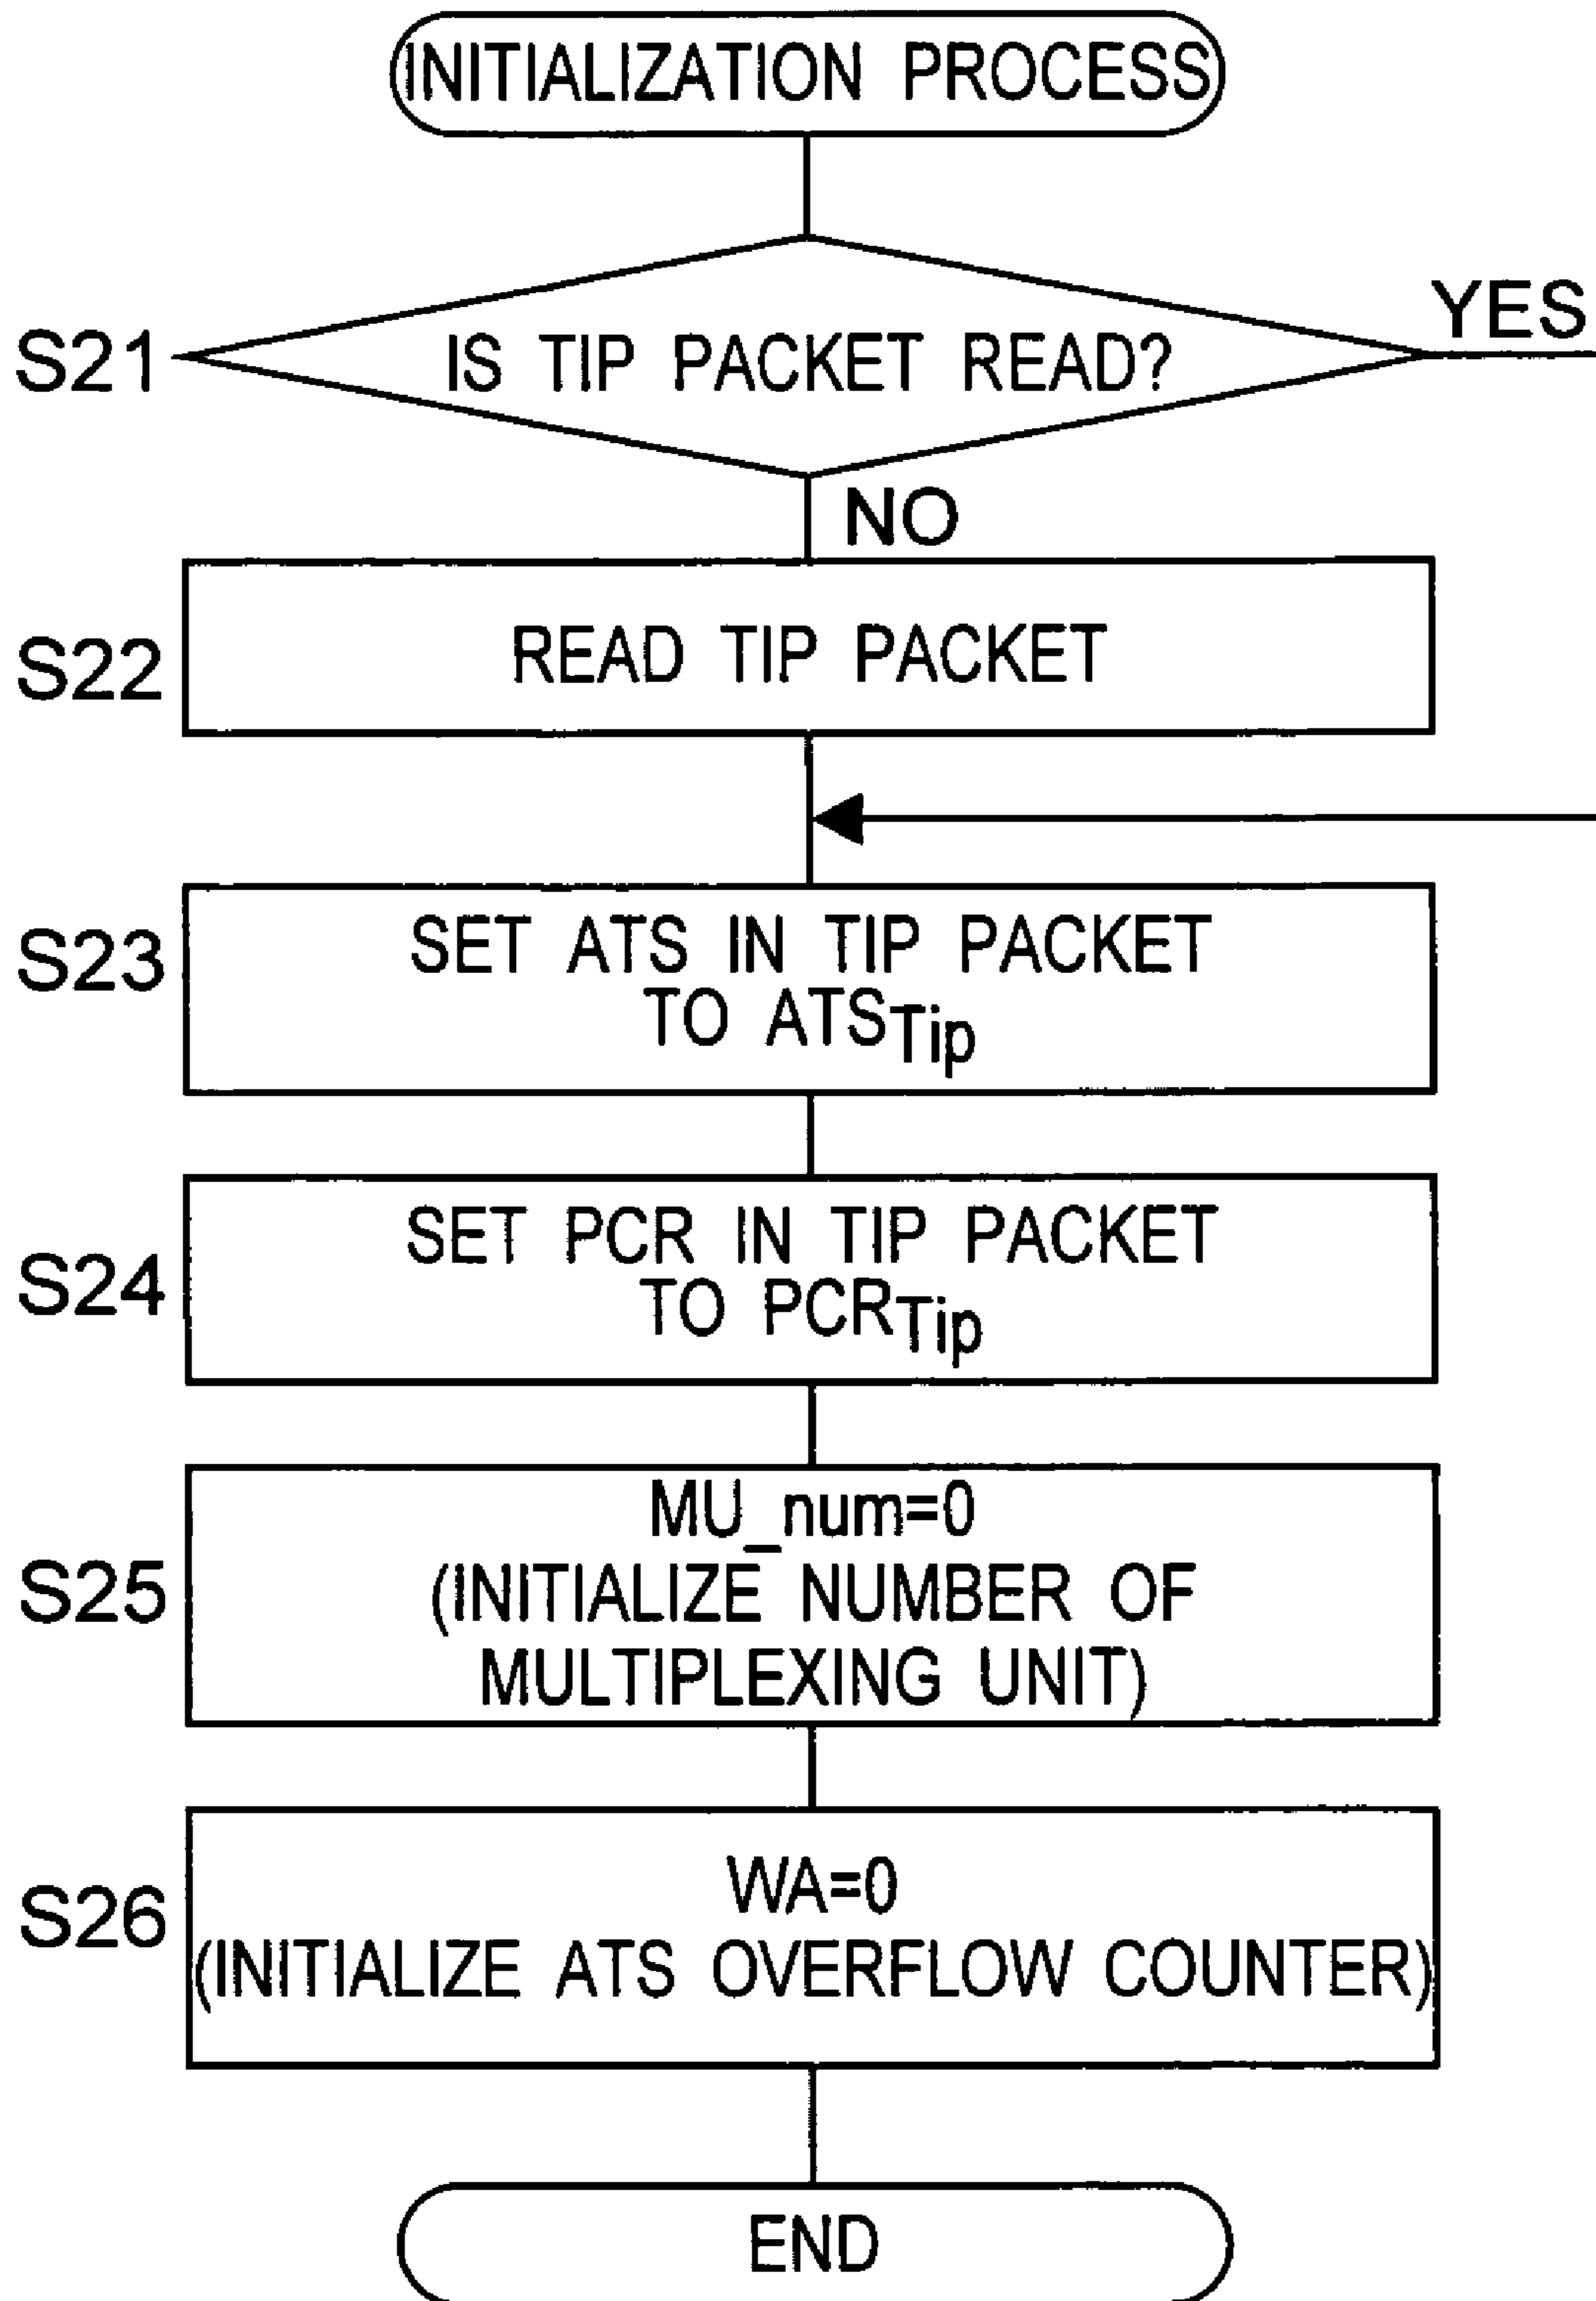 INITIALIZATION PROCESS
YES
S21
IS TIP PACKET READ?
NO
S22
READ TIP PACKET
S23
SET ATS IN TIP PACKET
TO ATSTip
S24
SET PCR IN TIP PACKET
TO PCRTip
S25
MU_num=0
(INITIALIZE NUMBER OF
MULTIPLEXING UNIT)
S26
WA=0
(INITIALIZE ATS OVERFLOW COUNTER)
END